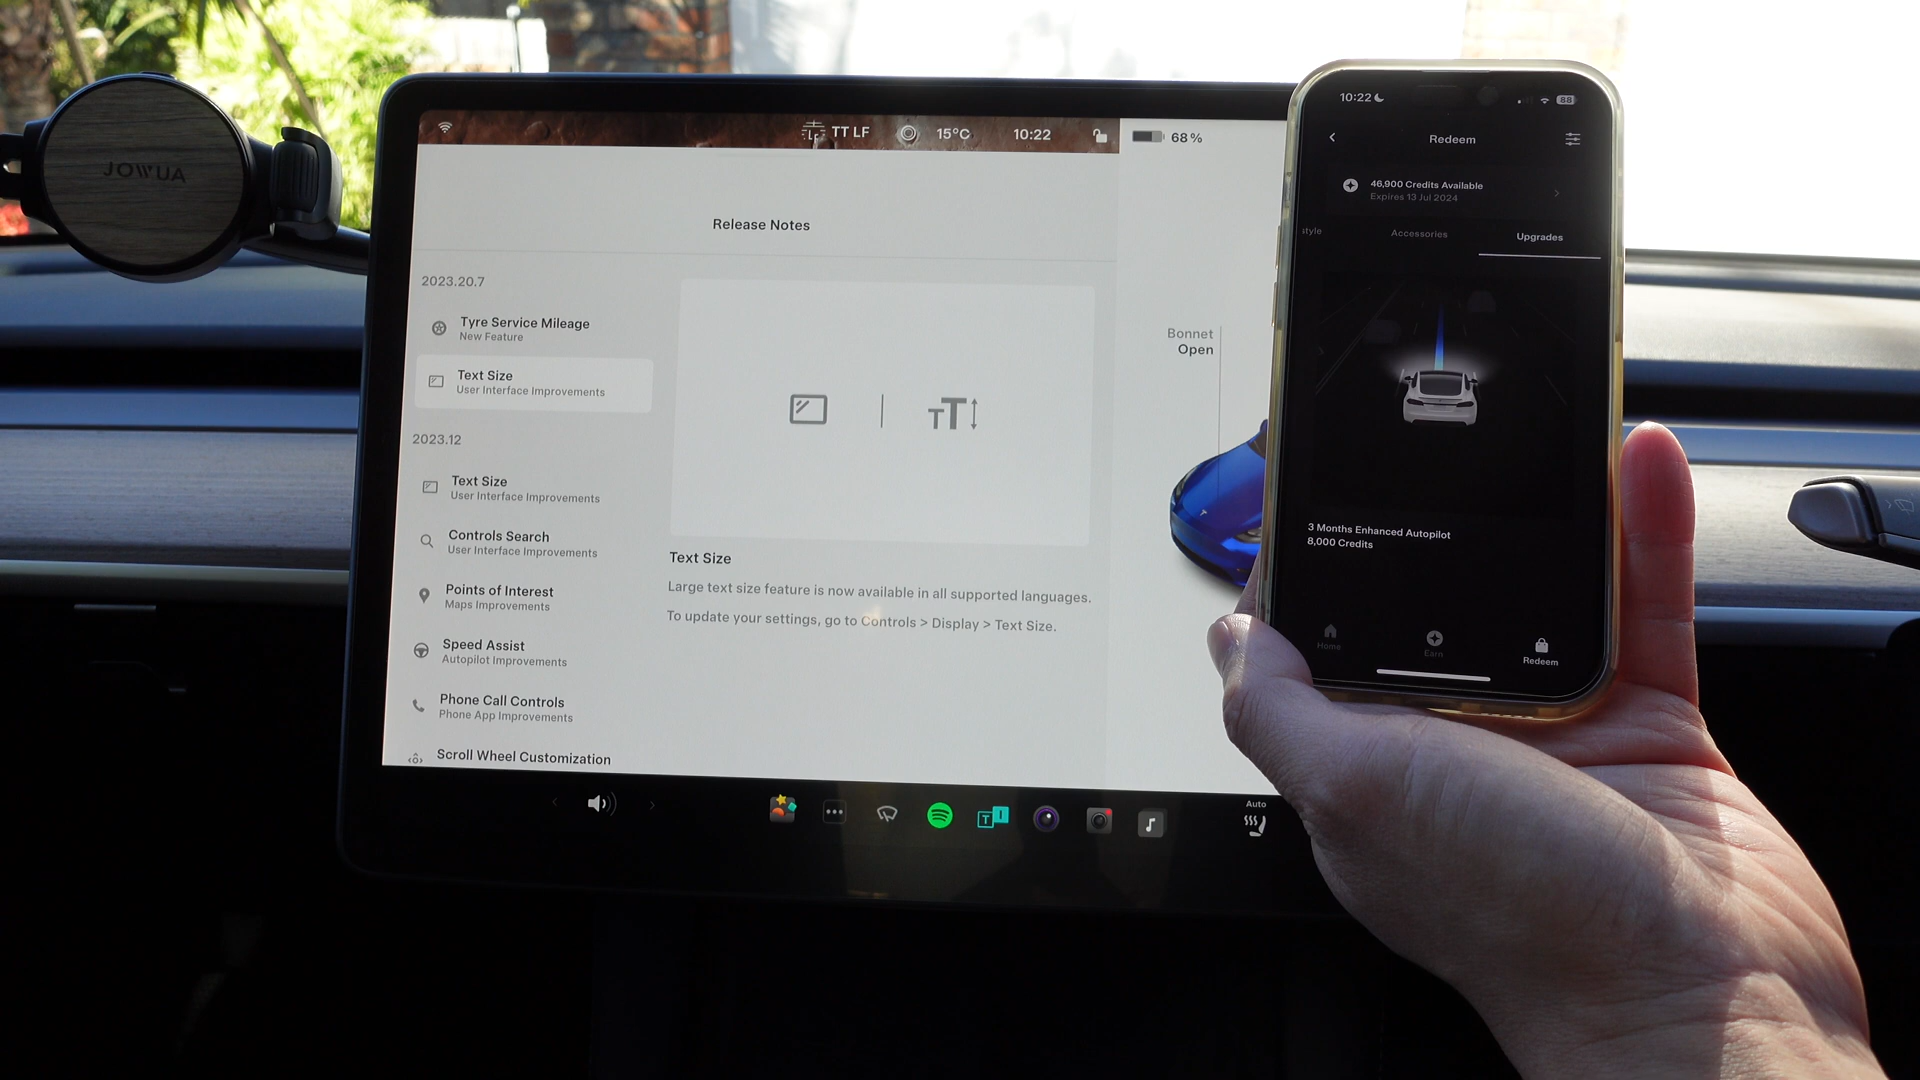 JOWUA
TT LF
15°C
10:22
68%
Release Notes
2023.20.7
Tyre Service Mileage
New Feature
Text Size
User Interface Improvements
2023.12
Text Size
User Interface Improvements
Controls Search
User Interface Improvements
Points of Interest
Maps Improvements
Speed Assist
Autopilot Improvements
Phone Call Controls
Phone App Improvements
Scroll Wheel Customization
TT
Text Size
Large text size feature is now available in all supported languages.
To update your settings, go to Controls > Display > Text Size.
Bonnet
Open
Auto
10:22
88
Redeem
46,900 Credits Available
Expires 13 Jul 2024
style
Accessories
Upgrades
3 Months Enhanced Autopilot
8,000 Credits
Home
Earn
Redeem